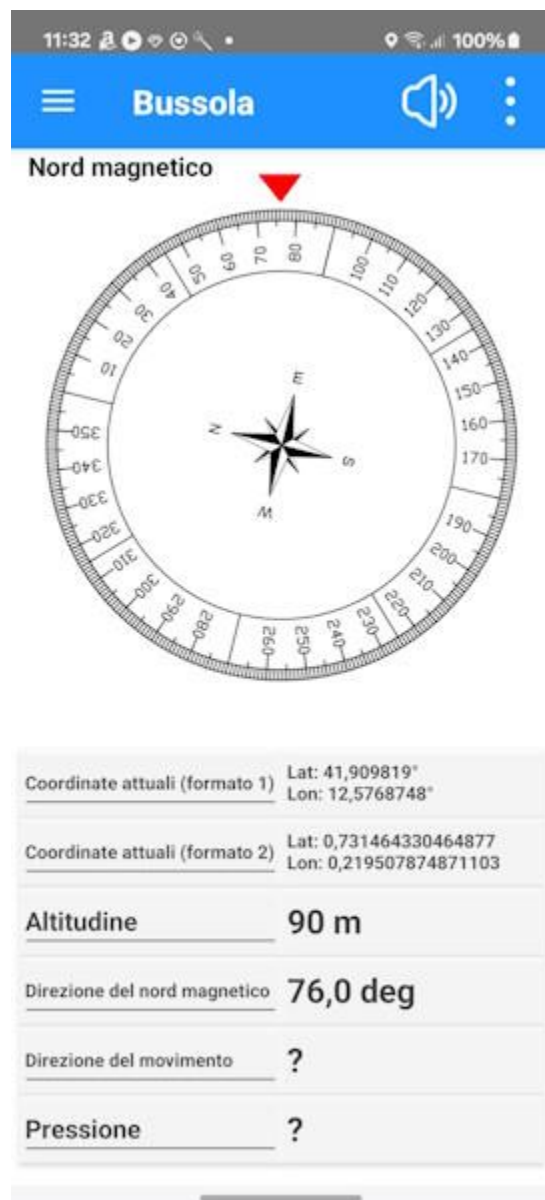 11:32 100%
Bussola
Nord magnetico
10 20 30 40 50 60 70 80 100 110 120 130 140 150 160 170 190 200 210 220 230 240 250 260 280 290 300 310 320 330 340 350
E
N
S
W
Coordinate attuali (formato 1)
Lat: 41,909819°
Lon: 12,5768748°
Coordinate attuali (formato 2)
Lat: 0,731464330464877
Lon: 0,219507874871103
Altitudine 90 m
Direzione del nord magnetico 76,0 deg
Direzione del movimento ?
Pressione ?